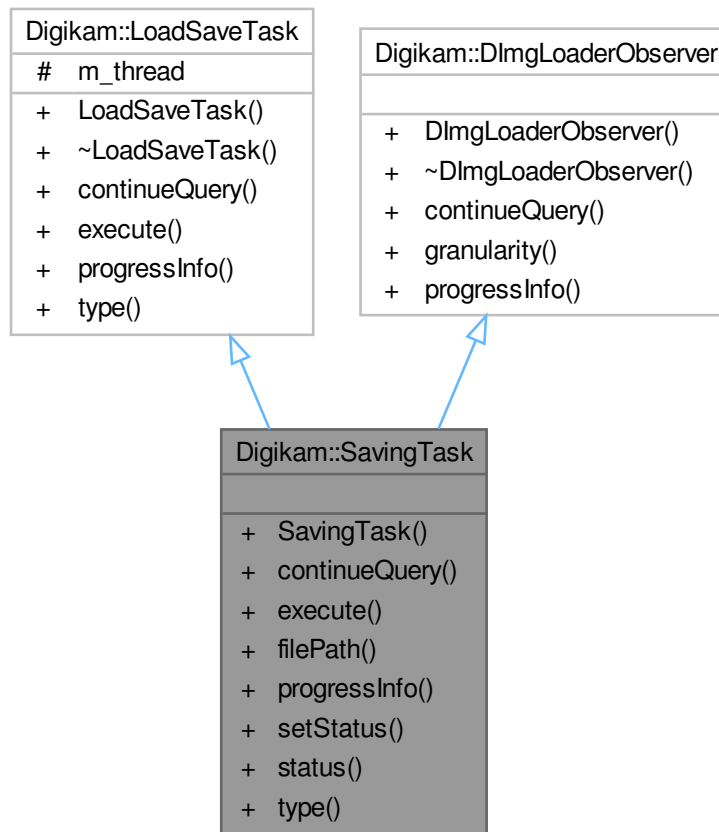 Digikam::LoadSaveTask
# m_thread
+ LoadSaveTask()
+ ~LoadSaveTask()
+ continueQuery()
+ execute()
+ progressInfo()
+ type()
Digikam::DImgLoaderObserver
+ DImgLoaderObserver()
+ ~DImgLoaderObserver()
+ continueQuery()
+ granularity()
+ progressInfo()
Digikam::SavingTask
+ SavingTask()
+ continueQuery()
+ execute()
+ filePath()
+ progressInfo()
+ setStatus()
+ status()
+ type()